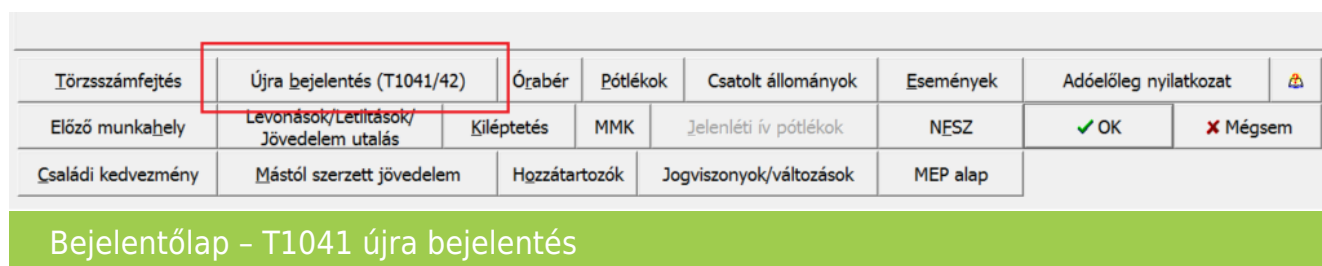 Törzsszámfejtés Újra bejelentés (T1041/42) Órabér Pótlékok Csatolt állományok Események Adóelőleg nyilatkozat
Előző munkahely Levonások/Letiltások/ Jövedelem utalás Kiléptetés MMK Jelenléti ív pótlékok NFSZ OK Mégsem
Családi kedvezmény Mástól szerzett jövedelem Hozzátartozók Jogviszonyok/változások MEP alap
Bejelentőlap – T1041 újra bejelentés